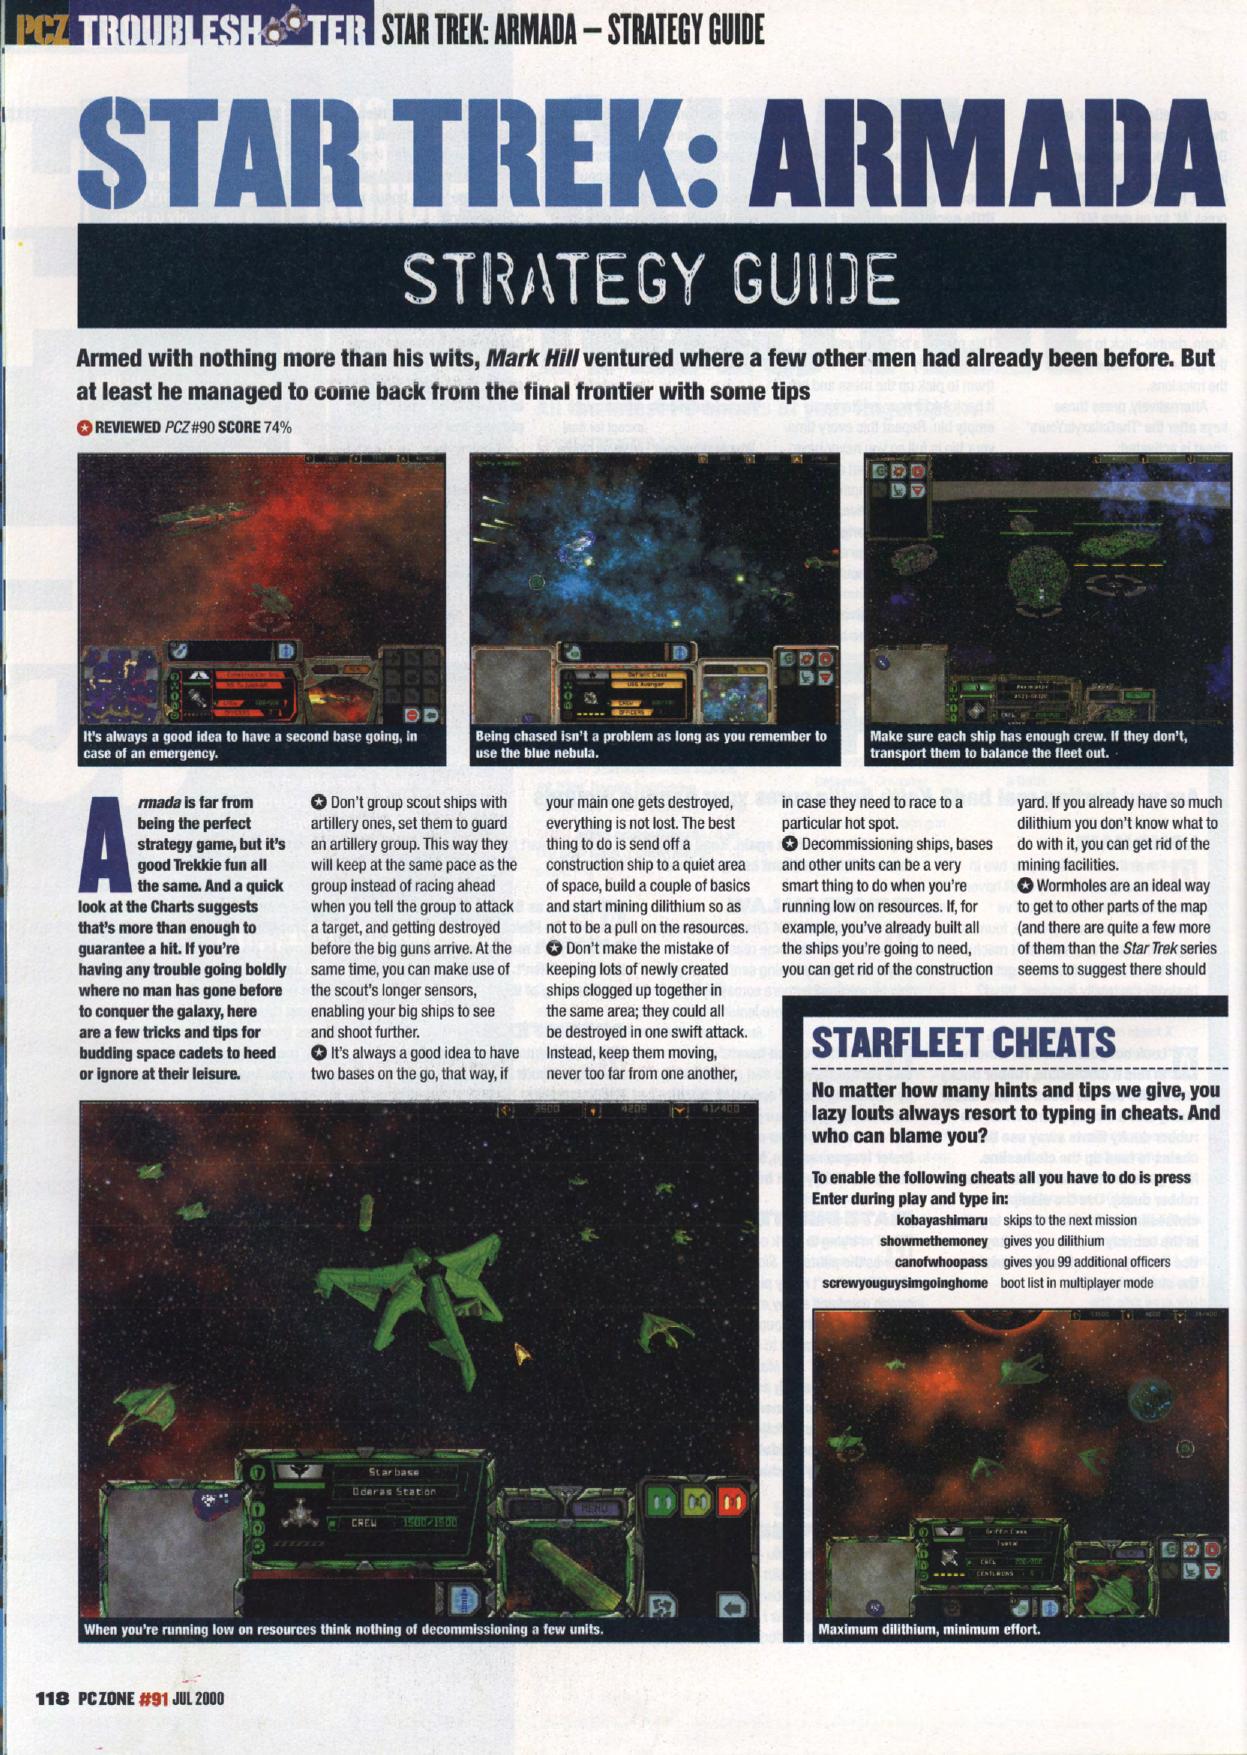 PCZ TROUBLESHOOTER STAR TREK: ARMADA – STRATEGY GUIDE
STAR TREK: ARMADA
STRATEGY GUIDE
Armed with nothing more than his wits, Mark Hill ventured where a few other men had already been before. But
at least he managed to come back from the final frontier with some tips
REVIEWED PCZ #90 SCORE 74%
It's always a good idea to have a second base going, in
case of an emergency.
Defiant Class
USS Avenger
Being chased isn't a problem as long as you remember to
use the blue nebula.
Make sure each ship has enough crew. If they don't,
transport them to balance the fleet out.
Armada is far from
being the perfect
strategy game, but it's
good Trekkie fun all
the same. And a quick
look at the Charts suggests
that's more than enough to
guarantee a hit. If you're
having any trouble going boldly
where no man has gone before
to conquer the galaxy, here
are a few tricks and tips for
budding space cadets to heed
or ignore at their leisure.
Don't group scout ships with
artillery ones, set them to guard
an artillery group. This way they
will keep at the same pace as the
group instead of racing ahead
when you tell the group to attack
a target, and getting destroyed
before the big guns arrive. At the
same time, you can make use of
the scout's longer sensors,
enabling your big ships to see
and shoot further.
It's always a good idea to have
two bases on the go, that way, if
your main one gets destroyed,
everything is not lost. The best
thing to do is send off a
construction ship to a quiet area
of space, build a couple of basics
and start mining dilithium so as
not to be a pull on the resources.
Don't make the mistake of
keeping lots of newly created
ships clogged up together in
the same area; they could all
be destroyed in one swift attack.
Instead, keep them moving,
never too far from one another,
in case they need to race to a
particular hot spot.
Decommissioning ships, bases
and other units can be a very
smart thing to do when you're
running low on resources. If, for
example, you've already built all
the ships you're going to need,
you can get rid of the construction
yard. If you already have so much
dilithium you don't know what to
do with it, you can get rid of the
mining facilities.
Wormholes are an ideal way
to get to other parts of the map
(and there are quite a few more
of them than the Star Trek series
seems to suggest there should
3500 4209 41/400
Starbase
Oderas Station
CREW 1500/1500
MENU
When you're running low on resources think nothing of decommissioning a few units.
STARFLEET CHEATS
No matter how many hints and tips we give, you
lazy louts always resort to typing in cheats. And
who can blame you?
To enable the following cheats all you have to do is press
Enter during play and type in:
kobayashimaru skips to the next mission
showmethemoney gives you dilithium
canofwhoopass gives you 99 additional officers
screwyouguysimgoinghome boot list in multiplayer mode
Griffin Class
CREW
CENTURIONS
Maximum dilithium, minimum effort.
118 PC ZONE #91 JUL 2000